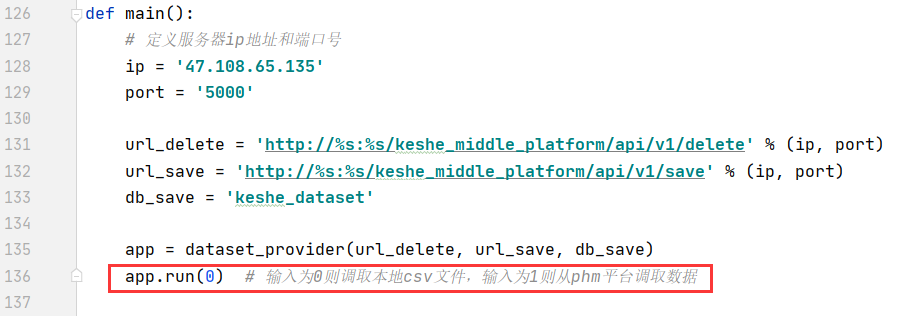 126 def main():
127 # 定义服务器ip地址和端口号
128 ip = '47.108.65.135'
129 port = '5000'
130
131 url_delete = 'http://%s:%s/keshe_middle_platform/api/v1/delete' % (ip, port)
132 url_save = 'http://%s:%s/keshe_middle_platform/api/v1/save' % (ip, port)
133 db_save = 'keshe_dataset'
134
135 app = dataset_provider(url_delete, url_save, db_save)
136 app.run(0)  # 输入为0则调取本地csv文件，输入为1则从phm平台调取数据
137